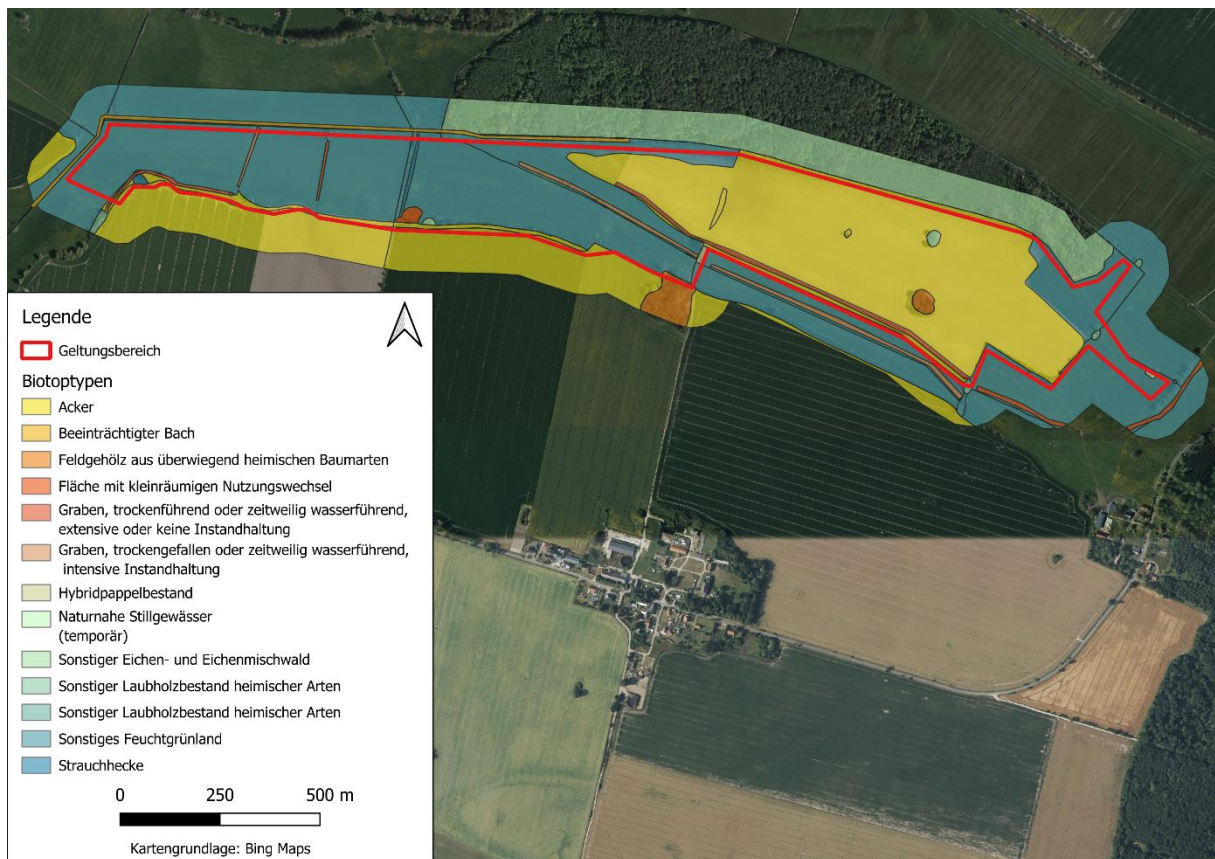 Legende
Geltungsbereich
Biotoptypen
Acker
Beeinträchtigter Bach
Feldgehölz aus überwiegend heimischen Baumarten
Fläche mit kleinräumigen Nutzungswechsel
Graben, trockenführend oder zeitweilig wasserführend,
extensive oder keine Instandhaltung
Graben, trockengefallen oder zeitweilig wasserführend,
intensive Instandhaltung
Hybridpappelbestand
Naturnahe Stillgewässer
(temporär)
Sonstiger Eichen- und Eichenmischwald
Sonstiger Laubholzbestand heimischer Arten
Sonstiger Laubholzbestand heimischer Arten
Sonstiges Feuchtgrünland
Strauchhecke
0 250 500 m
Kartengrundlage: Bing Maps